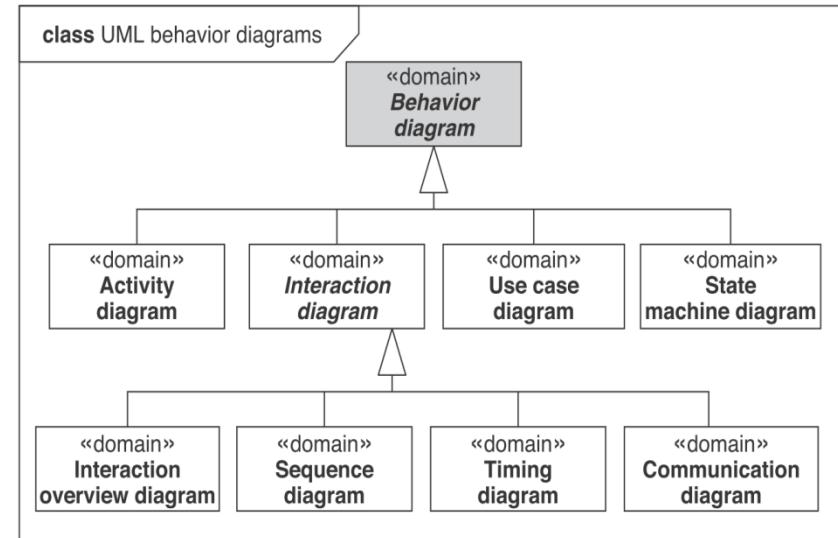 class UML behavior diagrams
«domain»
Behavior
diagram
«domain»
Activity
diagram
«domain»
Interaction
diagram
«domain»
Use case
diagram
«domain»
State
machine diagram
«domain»
Interaction
overview diagram
«domain»
Sequence
diagram
«domain»
Timing
diagram
«domain»
Communication
diagram